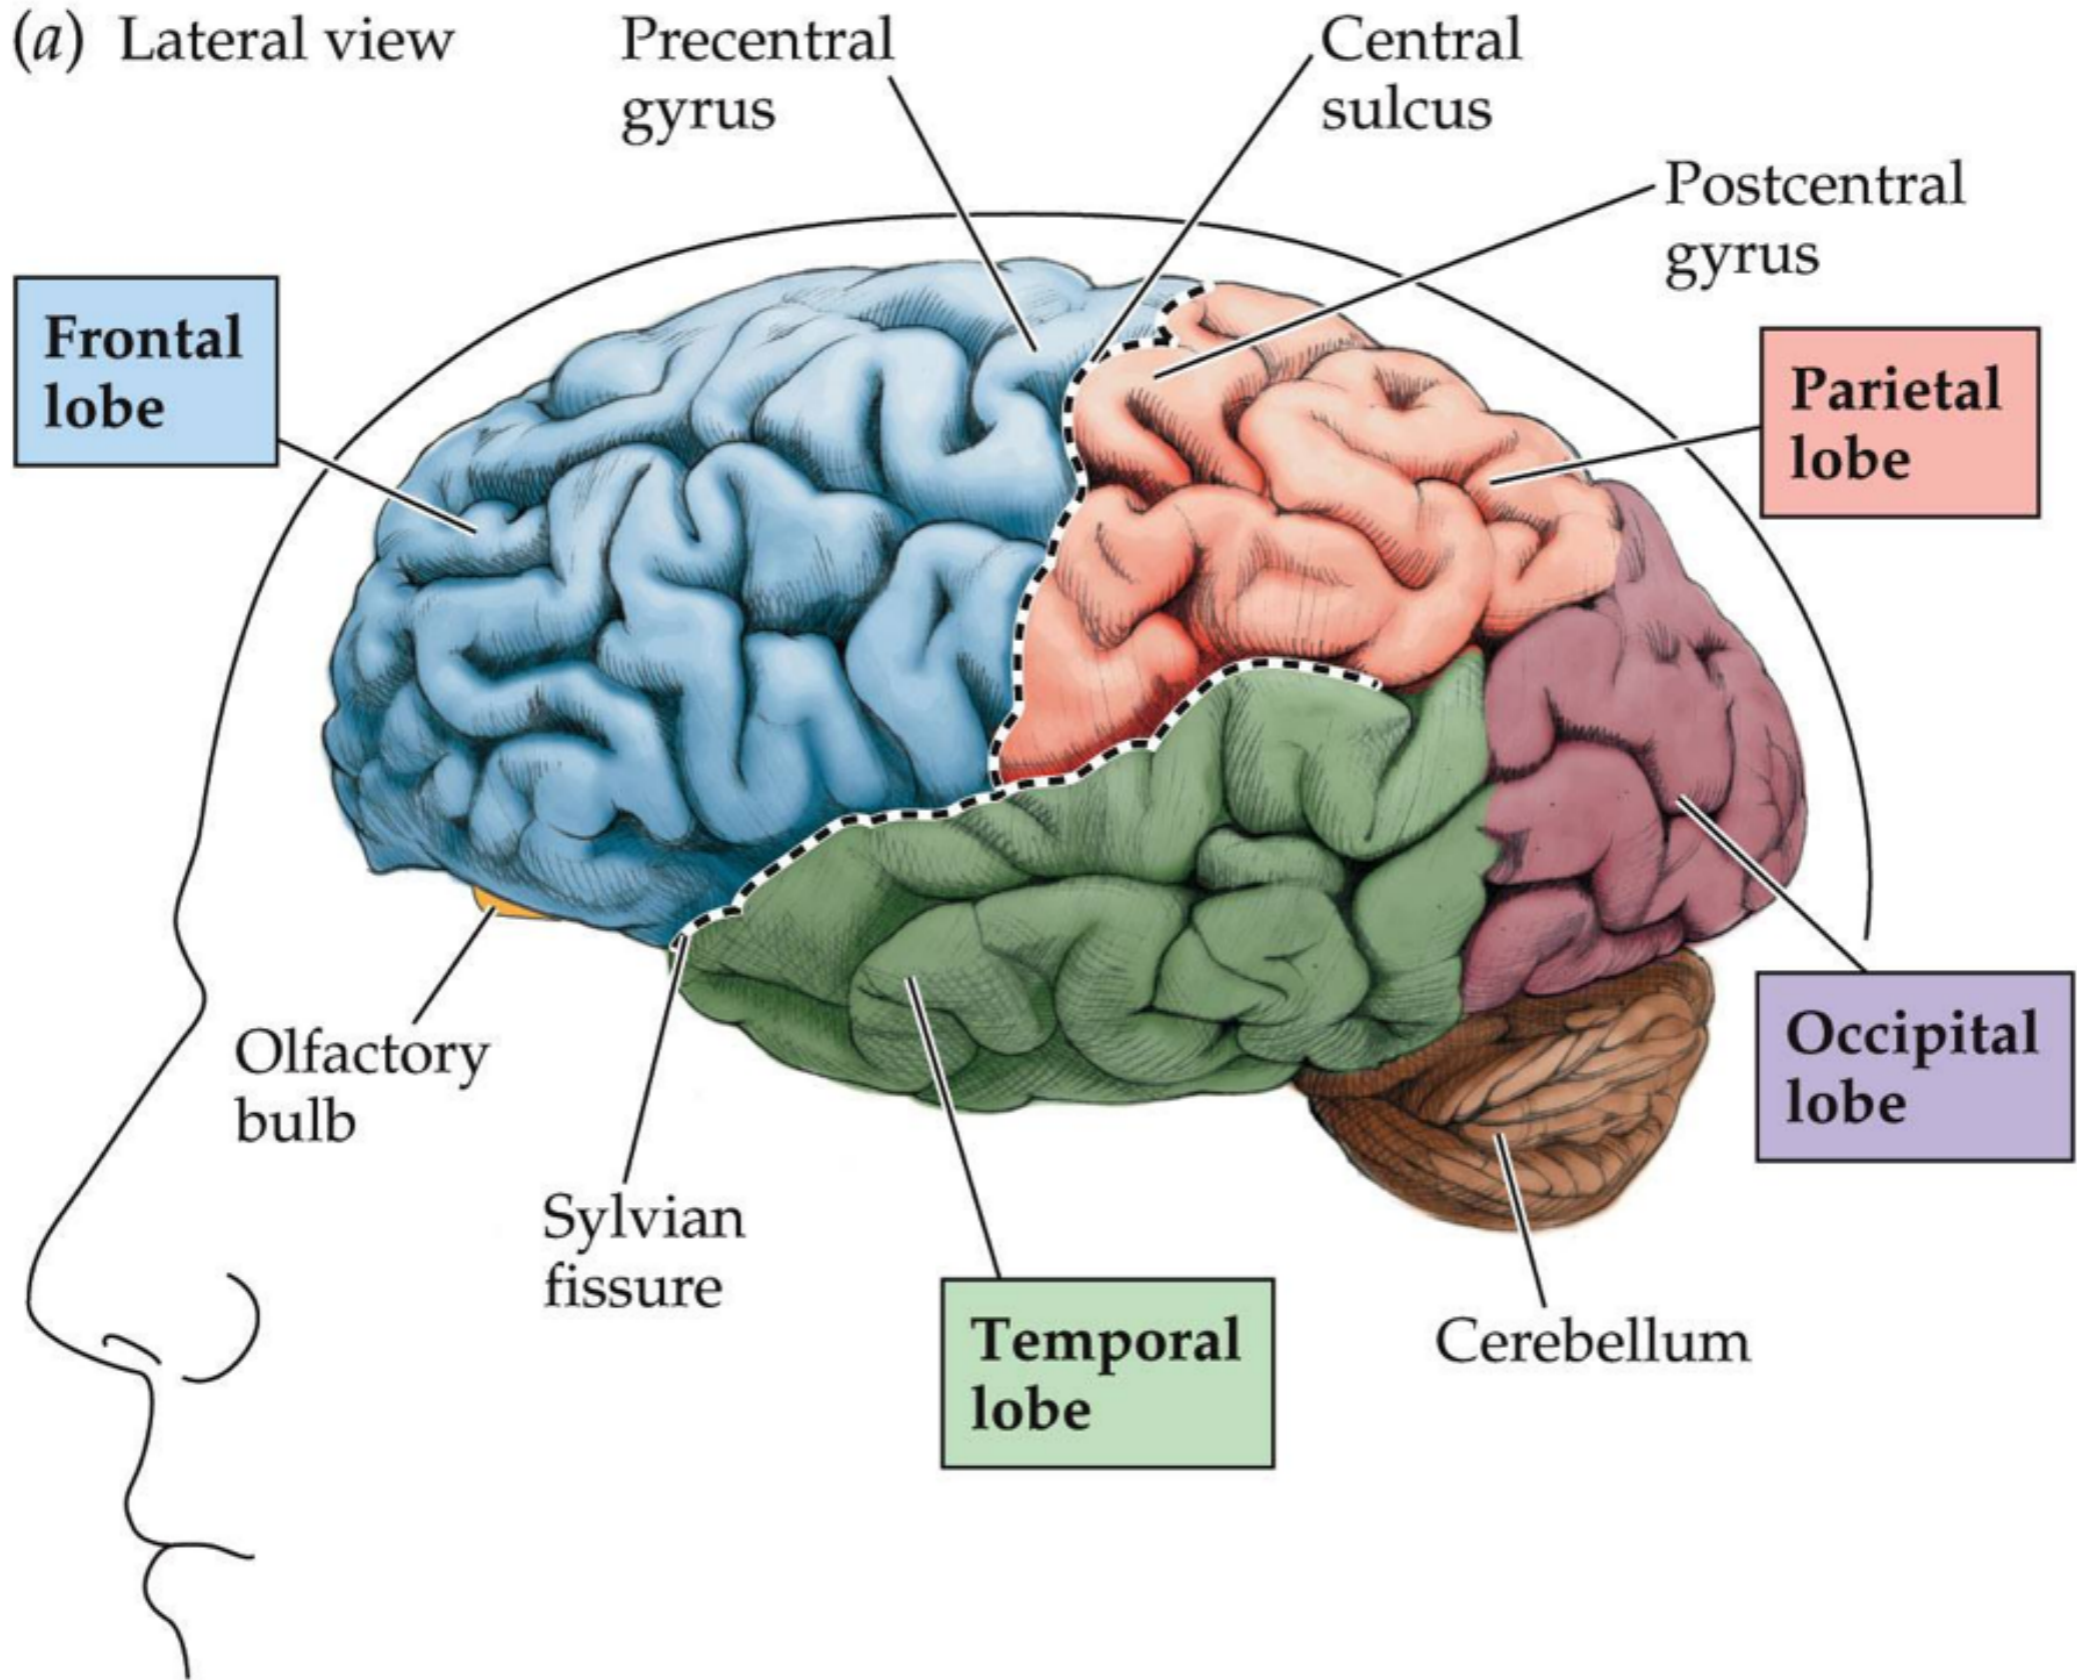 (a) Lateral view
Precentral
gyrus
Central
sulcus
Postcentral
gyrus
Frontal
lobe
Parietal
lobe
Olfactory
bulb
Occipital
lobe
Sylvian
fissure
Temporal
lobe
Cerebellum